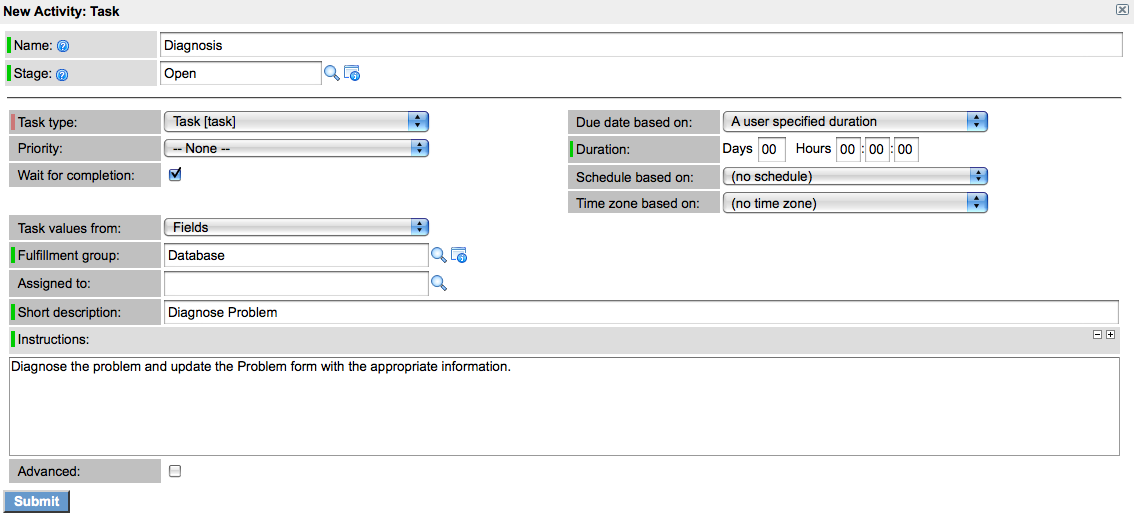 New Activity: Task
Name: Diagnosis
Stage: Open
Task type: Task [task]
Due date based on: A user specified duration
Priority: -- None --
Duration: Days 00 Hours 00 : 00 : 00
Wait for completion:
Schedule based on: (no schedule)
Time zone based on: (no time zone)
Task values from: Fields
Fulfillment group: Database
Assigned to:
Short description: Diagnose Problem
Instructions:
Diagnose the problem and update the Problem form with the appropriate information.
Advanced:
Submit